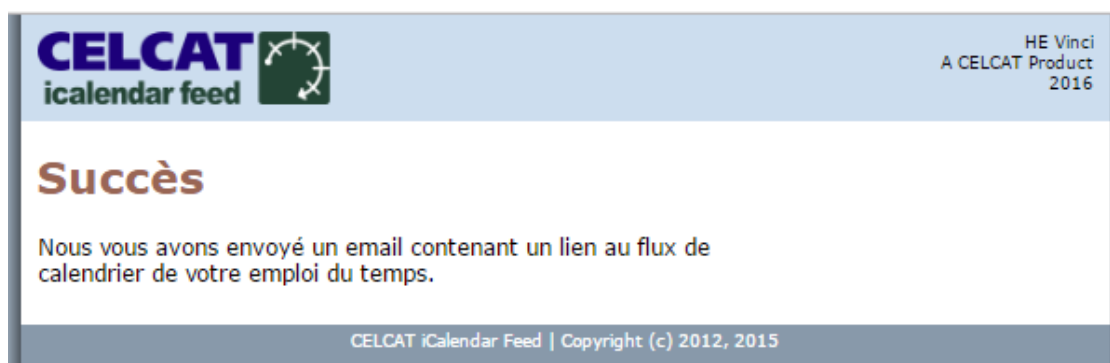 CELCAT
icalendar feed
HE Vinci
A CELCAT Product
2016
Succès
Nous vous avons envoyé un email contenant un lien au flux de
calendrier de votre emploi du temps.
CELCAT iCalendar Feed | Copyright (c) 2012, 2015